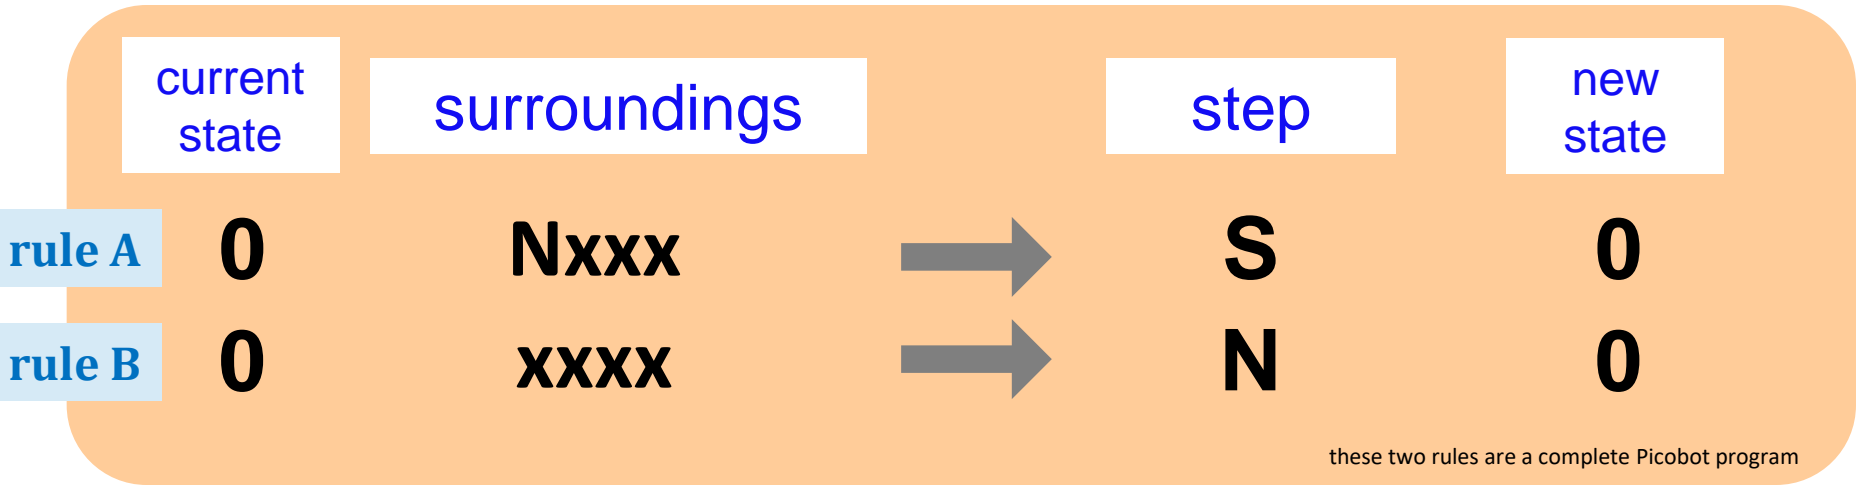 current state surroundings step new state
rule A 0 Nxxx S 0
rule B 0 xxxx N 0
these two rules are a complete Picobot program